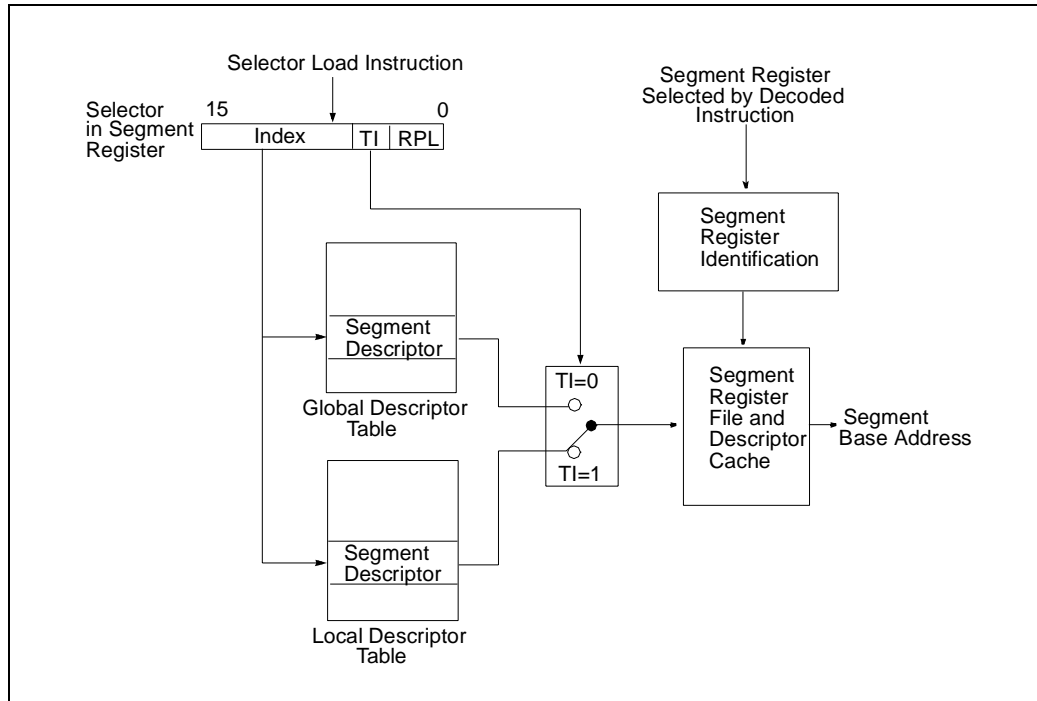 Selector Load Instruction
Selector
in Segment
Register
15
0
Index
TI
RPL
Segment Register
Selected by Decoded
Instruction
Segment
Register
Identification
Segment
Descriptor
Global Descriptor
Table
TI=0
TI=1
Segment
Register
File and
Descriptor
Cache
Segment
Base Address
Segment
Descriptor
Local Descriptor
Table